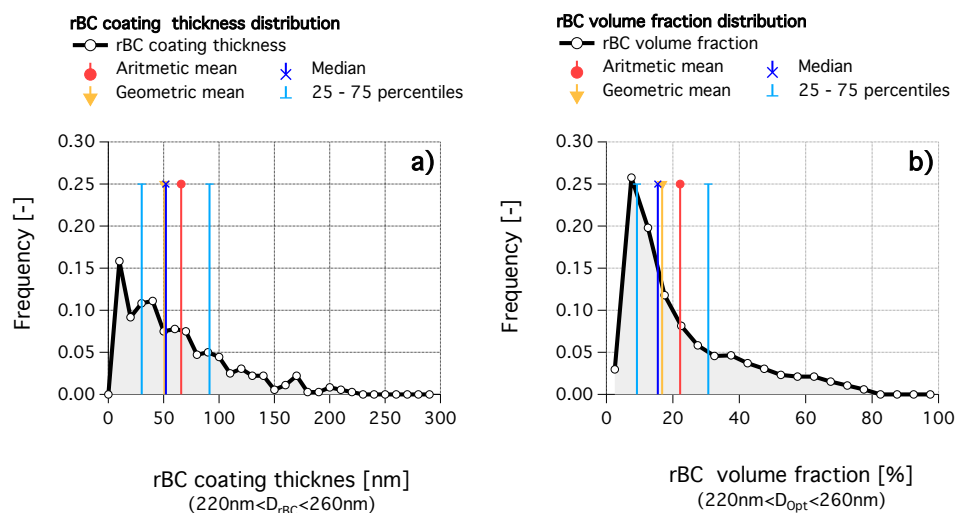 rBC coating  thickness distribution
rBC coating thickness
Aritmetic mean
Median
Geometric mean
25 - 75 percentiles
a)
0.30
0.25
0.20
0.15
0.10
0.05
0.00
Frequency [-]
0
50
100
150
200
250
300
rBC coating thicknes [nm]
(220nm<DrBC<260nm)
rBC volume fraction distribution
rBC volume fraction
Aritmetic mean
Median
Geometric mean
25 - 75 percentiles
b)
0.30
0.25
0.20
0.15
0.10
0.05
0.00
Frequency [-]
0
20
40
60
80
100
rBC  volume fraction [%]
(220nm<DOpt<260nm)